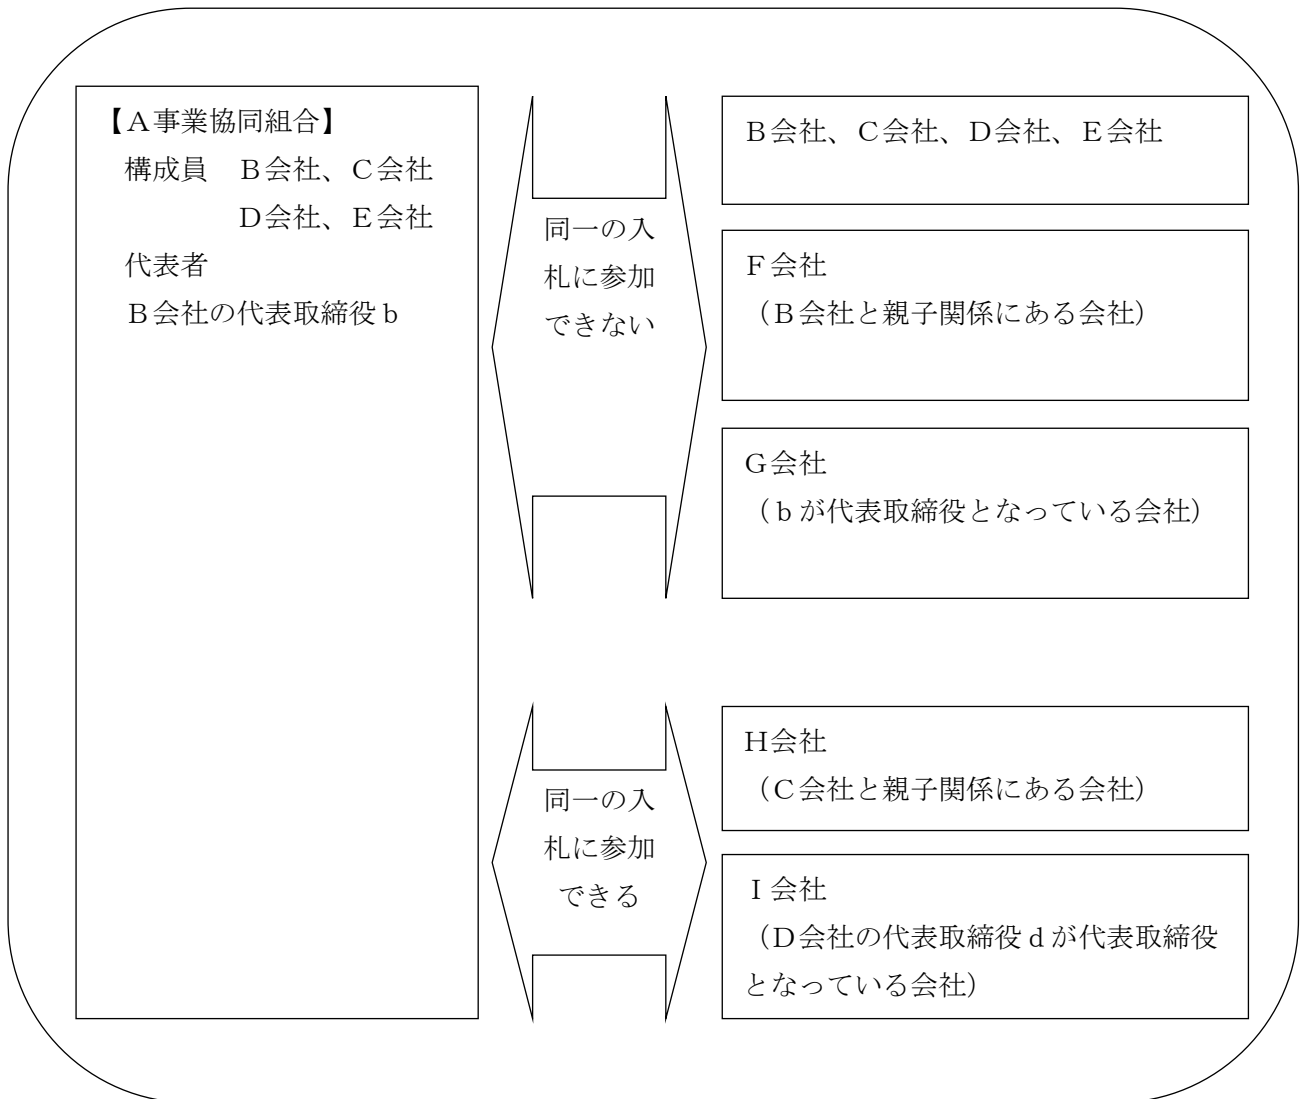 【A事業協同組合】
構成員　B会社、C会社
D会社、E会社
代表者
B会社の代表取締役b
同一の入
札に参加
できない
B会社、C会社、D会社、E会社
F会社
（B会社と親子関係にある会社）
G会社
（bが代表取締役となっている会社）
同一の入
札に参加
できる
H会社
（C会社と親子関係にある会社）
I会社
（D会社の代表取締役dが代表取締役
となっている会社）